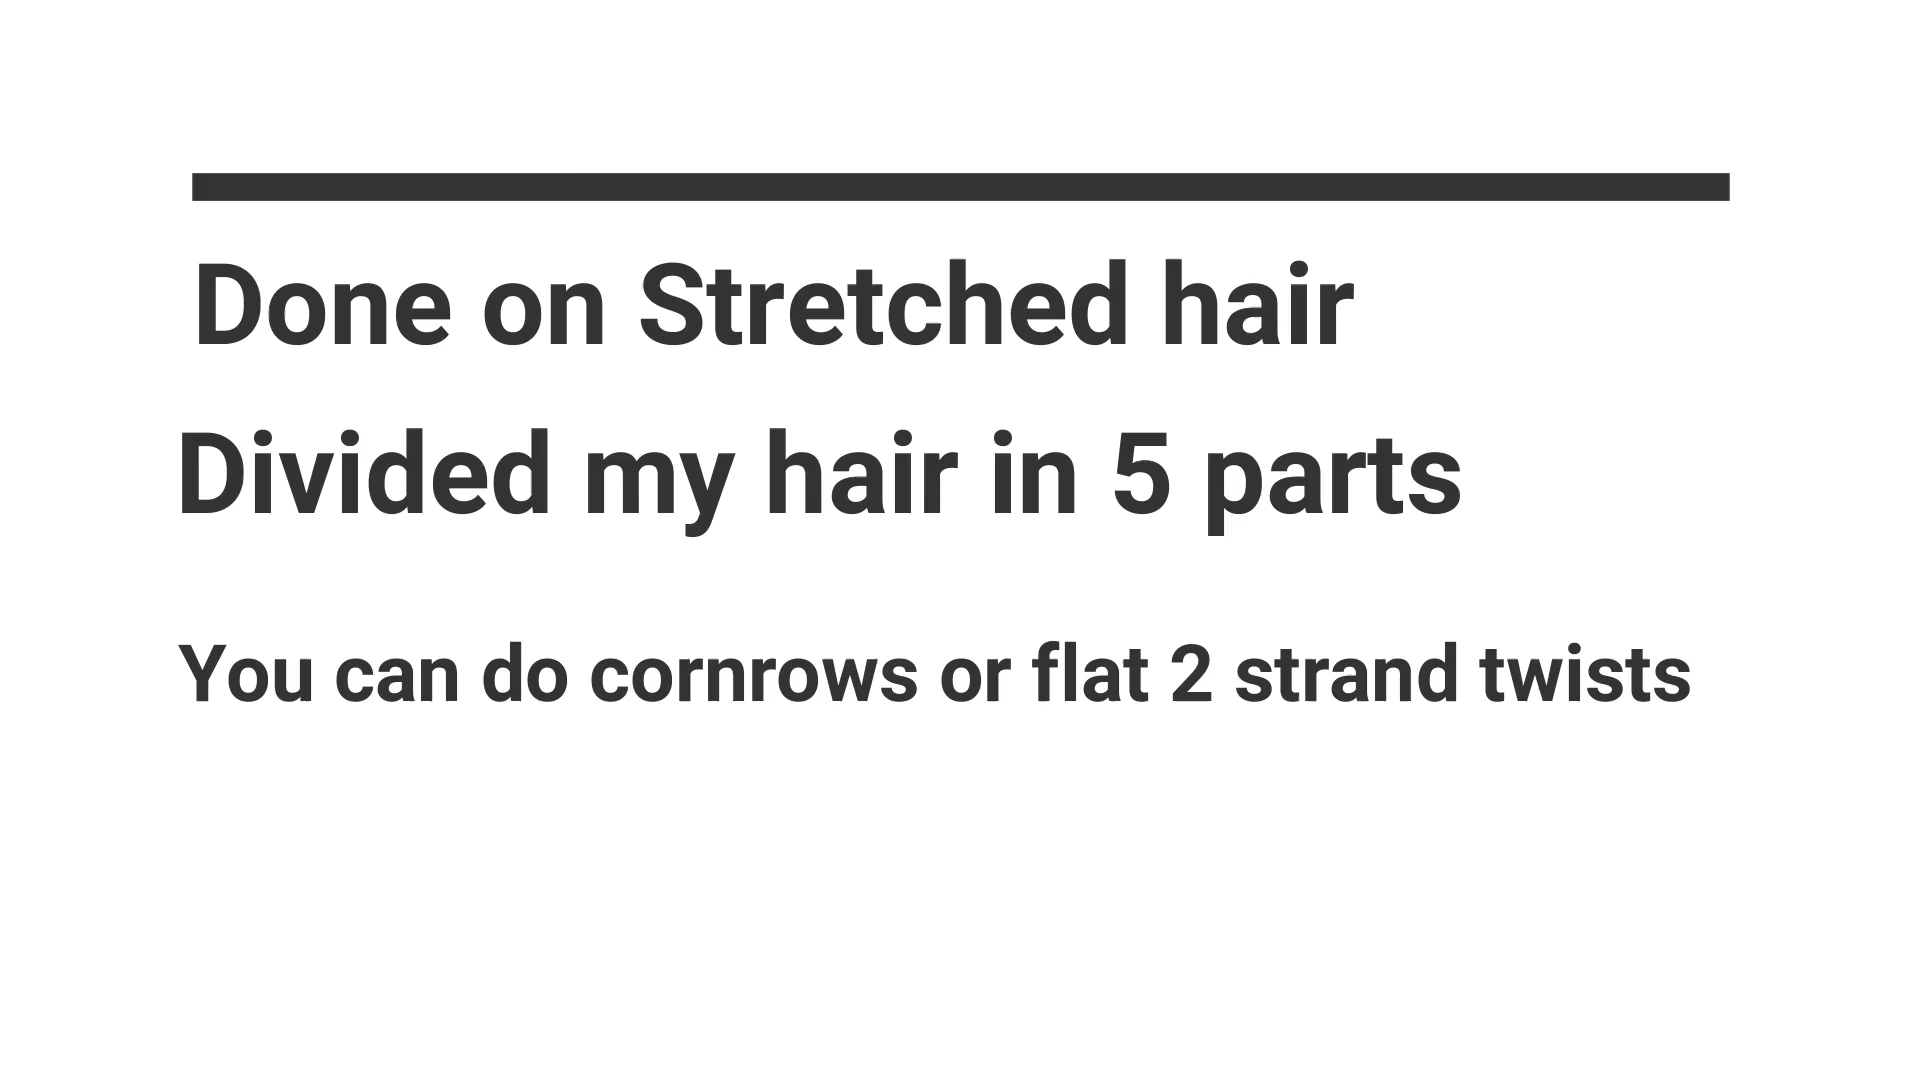 Done on Stretched hair
Divided my hair in 5 parts
You can do cornrows or flat 2 strand twists